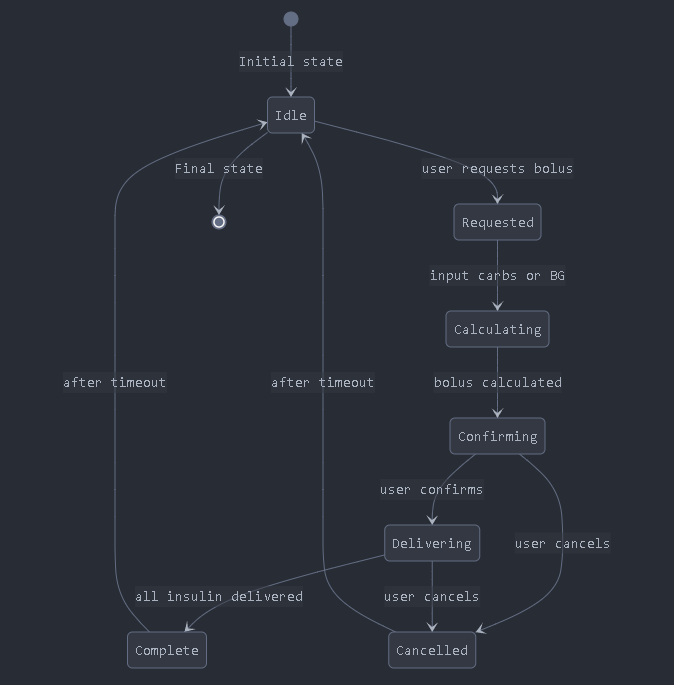 Initial state
Idle
Final state
user requests bolus
Requested
input carbs or BG
Calculating
after timeout
after timeout
bolus calculated
Confirming
user confirms
Delivering
user cancels
all insulin delivered
user cancels
Complete
Cancelled